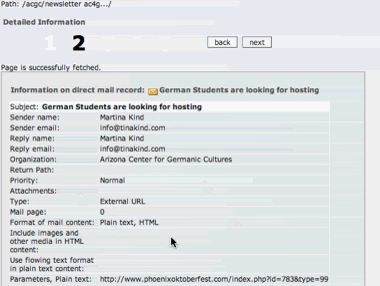 Path: /acgc/newsletter ac4g.../
Detailed Information
1 2 back next
Page is successfully fetched.
Information on direct mail record: German Students are looking for hosting
Subject: German Students are looking for hosting
Sender name: Martina Kind
Sender email: info@tinakind.com
Reply name: Martina Kind
Reply email: info@tinakind.com
Organization: Arizona Center for Germanic Cultures
Return Path:
Priority: Normal
Attachments:
Type: External URL
Mail page: 0
Format of mail content: Plain text, HTML
Include images and
other media in HTML
content:
Use flowing text format
in plain text content:
Parameters, Plain text: http://www.phoenixoktoberfest.com/index.php?id=783&type=99